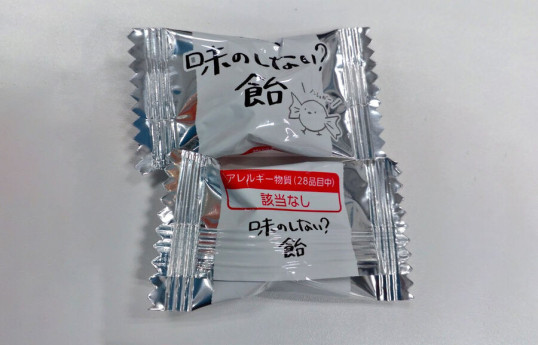 味のしない?
飴
アレルギー物質(28品目中)
該当なし
味のしない?
飴